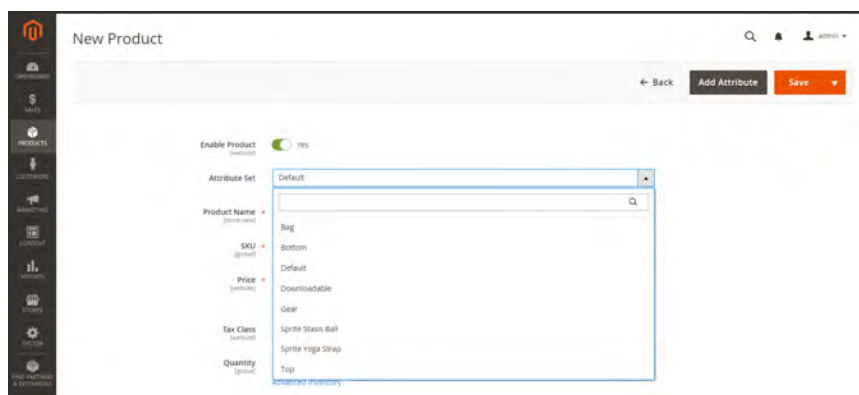 New Product
admin
DASHBOARD
$
SALES
PRODUCTS
CUSTOMERS
MARKETING
CONTENT
REPORTS
STORES
SYSTEM
FIND PARTNERS
& EXTENSIONS
← Back
Add Attribute
Save
Enable Product
[website]
Yes
Attribute Set
Default
Product Name *
[store view]
SKU *
[global]
Price *
[website]
Tax Class
[website]
Quantity
[global]
Bag
Bottom
Default
Downloadable
Gear
Sprite Stasis Ball
Sprite Yoga Strap
Top
Advanced Inventory